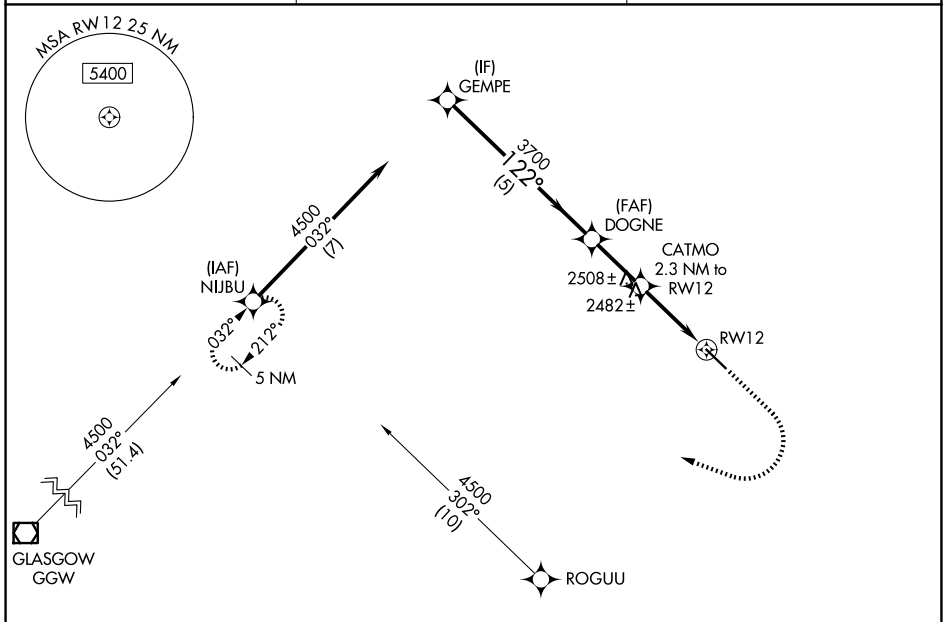 MSA RW12 25 NM
5400
(IF)
GEMPE
3700
122°
(5)
(FAF)
DOGNE
CATMO
2.3 NM to
RW12
2508±
2482±
RW12
4500
032°
(7)
(IAF)
NIJBU
032°
212°
5 NM
4500
032°
(51.4)
GLASGOW
GGW
4500
302°
(10)
ROGUU